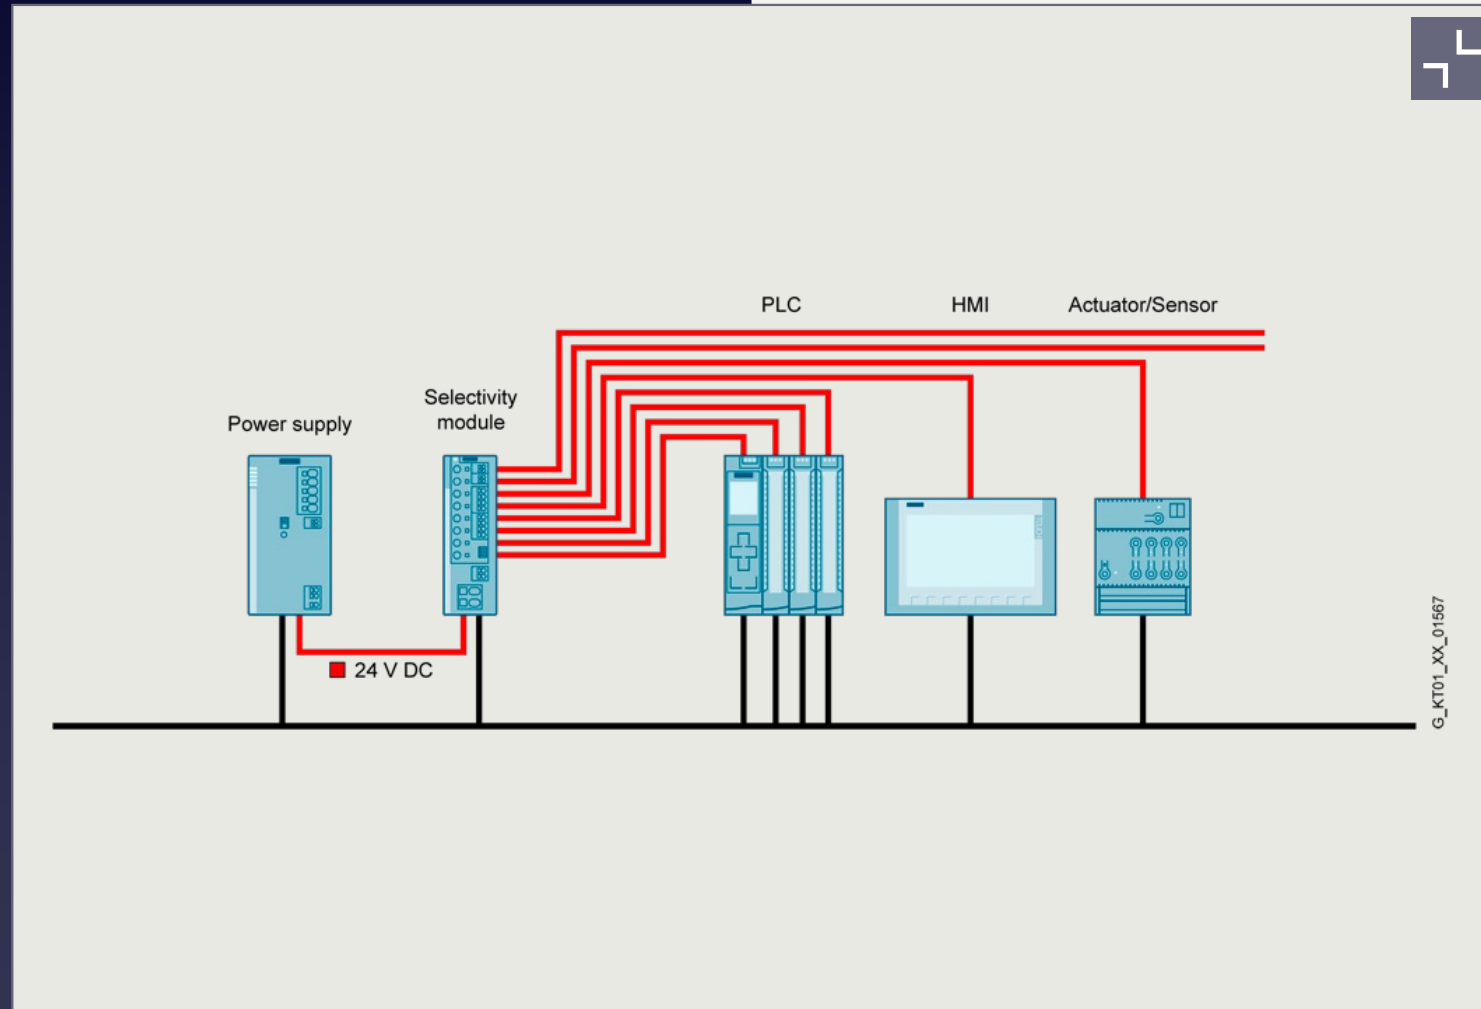 PLC
HMI
Actuator/Sensor
Selectivity
module
Power supply
24 V DC
G_KT01_XX_01567